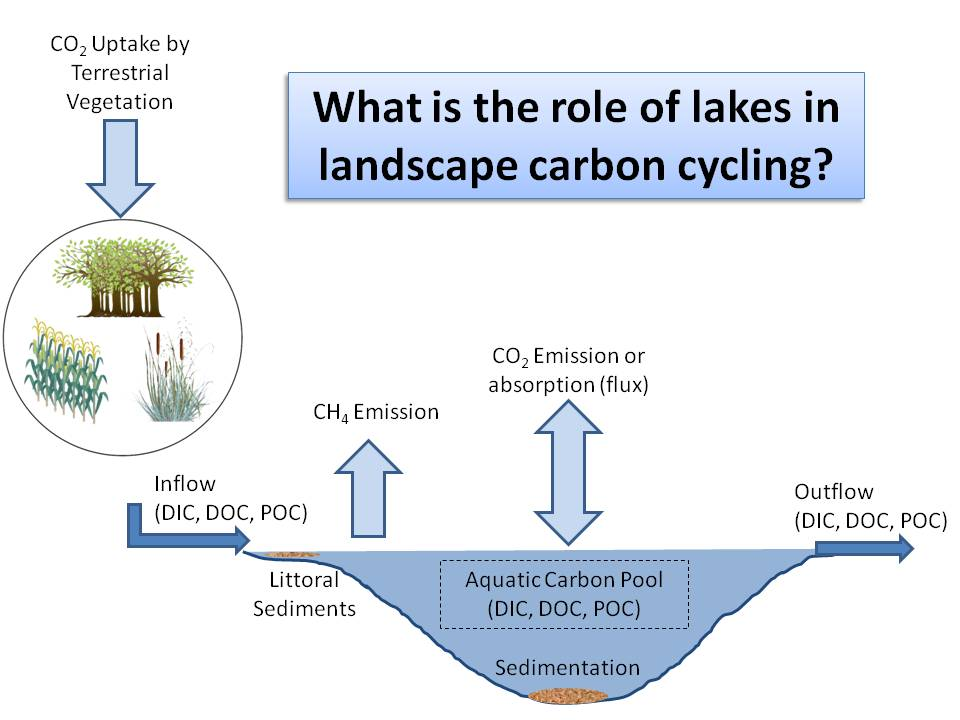 CO₂ Uptake by
Terrestrial
Vegetation
What is the role of lakes in
landscape carbon cycling?
CO₂ Emission or
absorption (flux)
CH₄ Emission
Inflow
(DIC, DOC, POC)
Outflow
(DIC, DOC, POC)
Littoral
Sediments
Aquatic Carbon Pool
(DIC, DOC, POC)
Sedimentation